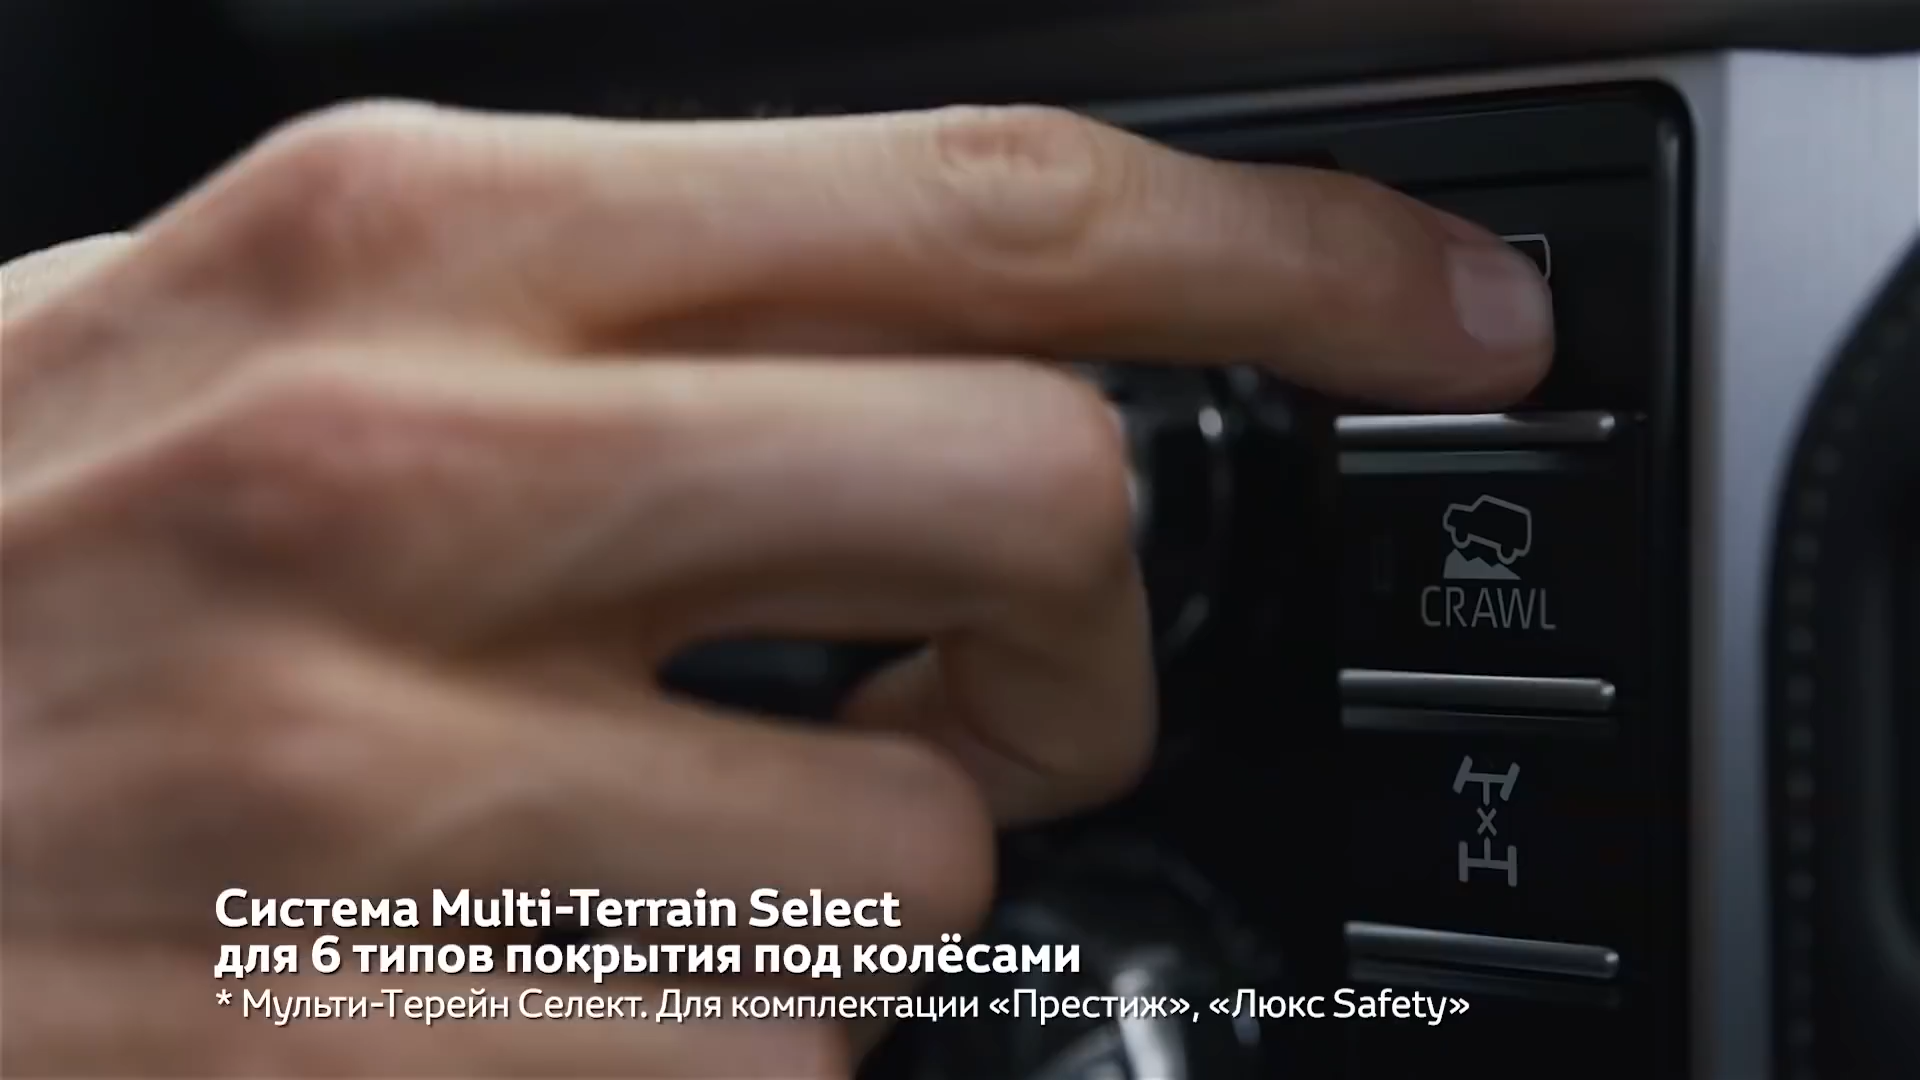 CRAWL
Система Multi-Terrain Select
для 6 типов покрытия под колёсами
* Мульти-Терейн Селект. Для комплектации «Престиж», «Люкс Safety»